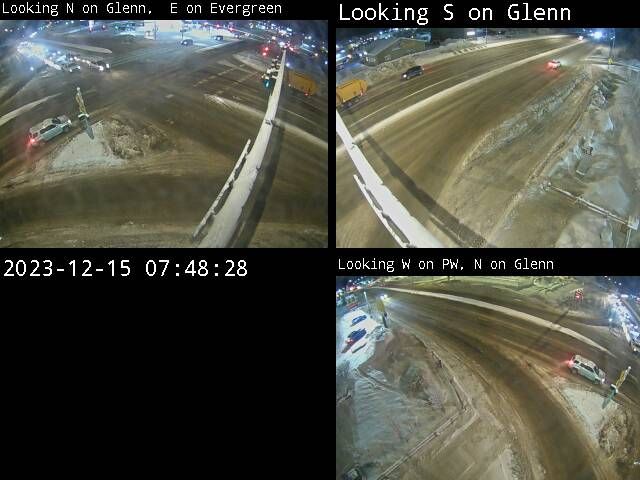 Looking N on Glenn,  E on Evergreen
Looking S on Glenn
2023-12-15 07:48:28
Looking W on PW, N on Glenn